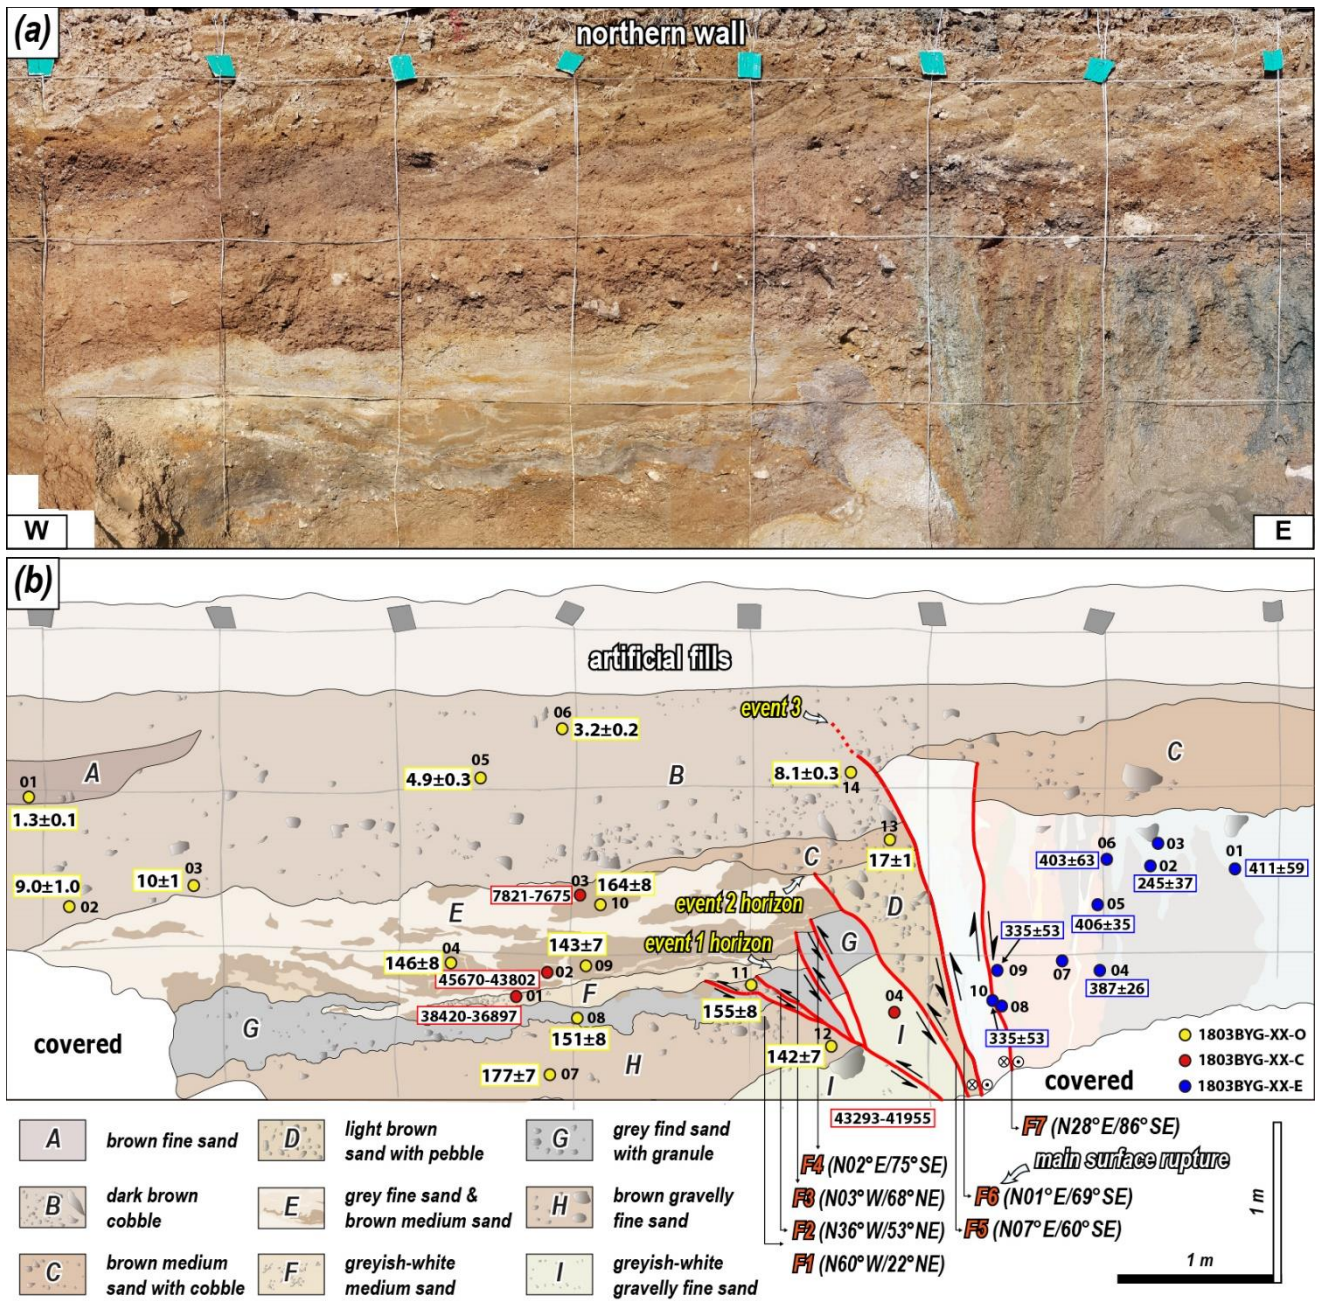 (a)
northern wall
W
E
(b)
artificial fills
event 3
06
3.2±0.2
C
A
05
4.9±0.3
B
8.1±0.3
14
01
1.3±0.1
13
17±1
06
03
01
403±63
02
411±59
245±37
03
10±1
C
9.0±1.0
02
03
164±8
7821-7675
10
E
event 2 horizon
D
05
406±35
335±53
event 1 horizon
G
04
146±8
143±7
02
09
45670-43802
09
07
04
387±26
11
01
F
38420-36897
155±8
10
08
04
G
08
151±8
I
335±53
covered
12
142±7
H
177±7
07
I
covered
1803BYG-XX-O
1803BYG-XX-C
1803BYG-XX-E
43293-41955
A
brown fine sand
D
light brown
sand with pebble
G
grey find sand
with granule
B
dark brown
cobble
E
grey fine sand &
brown medium sand
H
brown gravelly
fine sand
C
brown medium
sand with cobble
F
greyish-white
medium sand
I
greyish-white
gravelly fine sand
F7 (N28°E/86°SE)
main surface rupture
F4 (N02°E/75°SE)
F3 (N03°W/68°NE)
F6 (N01°E/69°SE)
F2 (N36°W/53°NE)
F5 (N07°E/60°SE)
F1 (N60°W/22°NE)
1 m
1 m